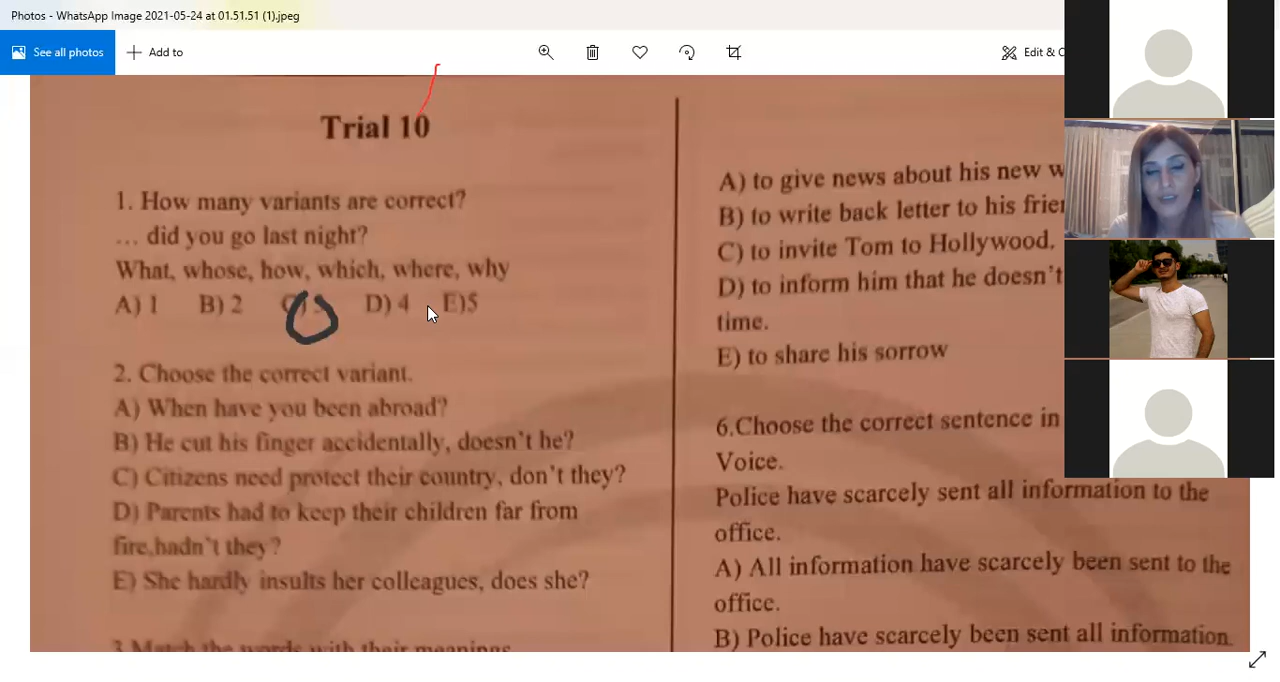 Photos - WhatsApp Image 2021-05-24 at 01.51.51 (1).jpeg
See all photos
Add to
Edit & C
Trial 10
1. How many variants are correct?
... did you go last night?
What, whose, how, which, where, why
A) 1 B) 2 D) 4 E)5
2. Choose the correct variant.
A) When have you been abroad?
B) He cut his finger accidentally, doesn't he?
C) Citizens need protect their country, don't they?
D) Parents had to keep their children far from
fire,hadn't they?
E) She hardly insults her colleagues, does she?
3.Match the words with their meanings
A) to give news about his new
B) to write back letter to his
C) to invite Tom to Hollywood.
D) to inform him that he doesn't
time.
E) to share his sorrow
6.Choose the correct sentence in
Voice.
Police have scarcely sent all information to the
office.
A) All information have scarcely been sent to the
office.
B) Police have scarcely been sent all information.